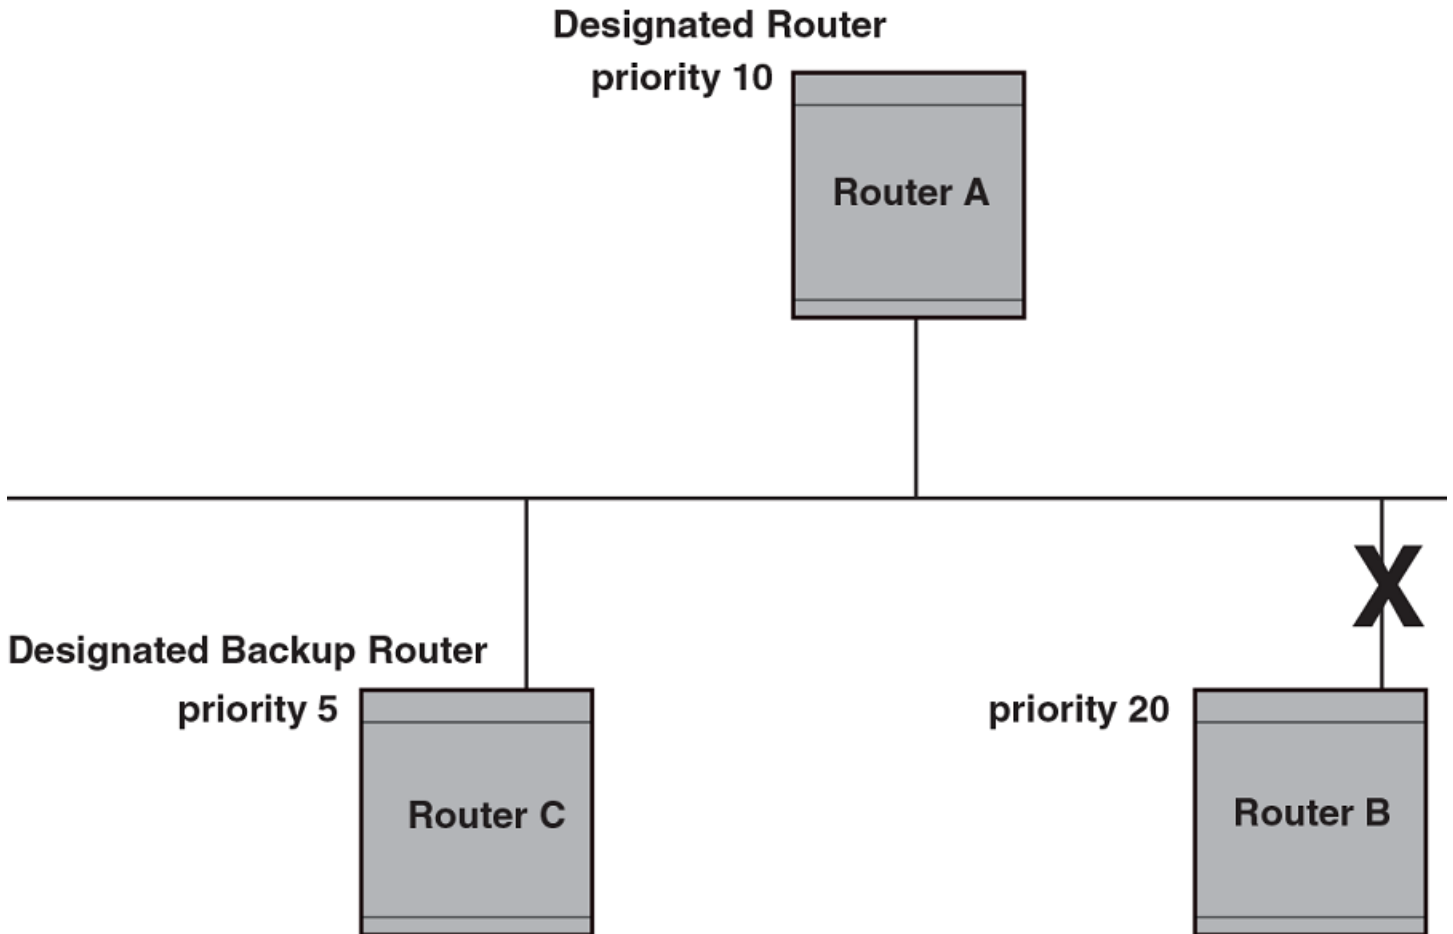 Designated Router
priority 10
Router A
X
Designated Backup Router
priority 5
priority 20
Router C
Router B